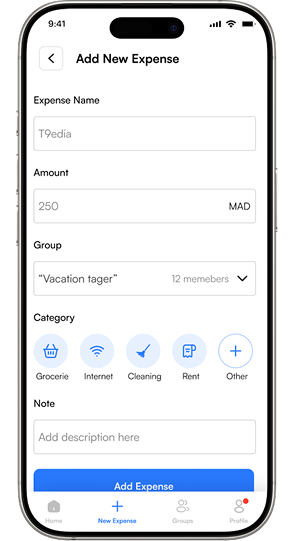 9:41
Add New Expense
Expense Name
T9edia
Amount
250 MAD
Group
“Vacation tager” 12 memebers
Category
Grocerie Internet Cleaning Rent Other
Note
Add description here
Add Expense
Home New Expense Groups Profile